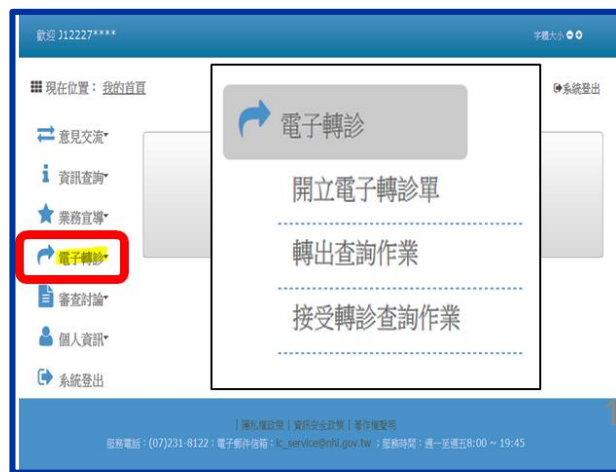 歡迎 J12227****
字體大小
現在位置： 我的首頁
系統登出
意見交流
資訊查詢
業務宣導
電子轉診
審查討論
個人資訊
系統登出
電子轉診
開立電子轉診單
轉出查詢作業
接受轉診查詢作業
| 隱私權政策 | 資訊安全政策 | 著作權聲明
服務電話：(07)231-8122；電子郵件信箱：ic_service@nhi.gov.tw ；服務時間：週一至週五8:00 ~ 19:45
1